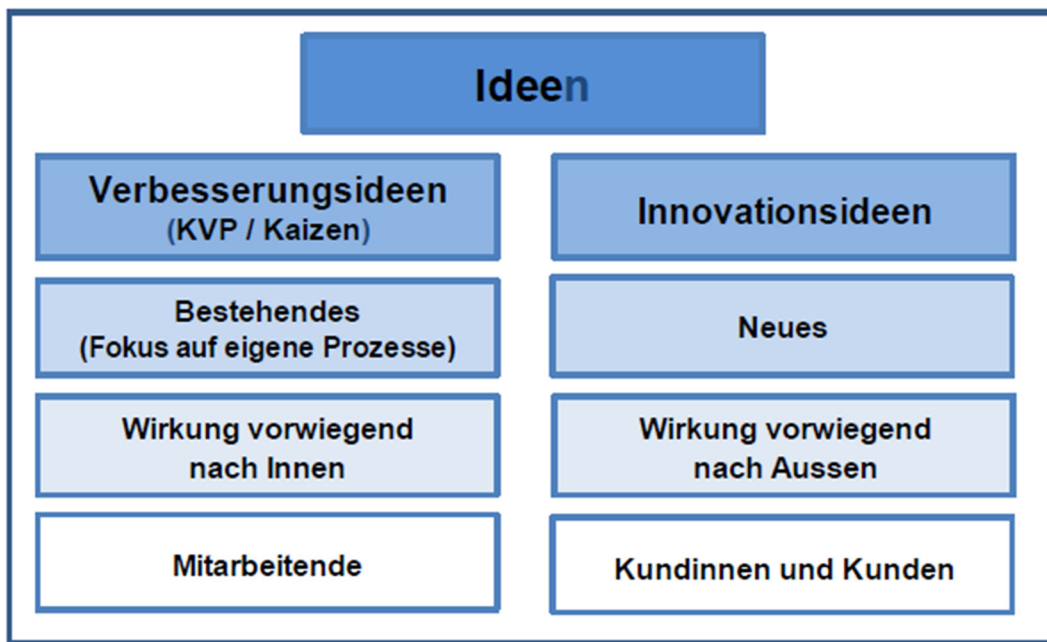 Ideen
Verbesserungsideen
(KVP / Kaizen)
Bestehendes
(Fokus auf eigene Prozesse)
Wirkung vorwiegend
nach Innen
Mitarbeitende
Innovationsideen
Neues
Wirkung vorwiegend
nach Aussen
Kundinnen und Kunden